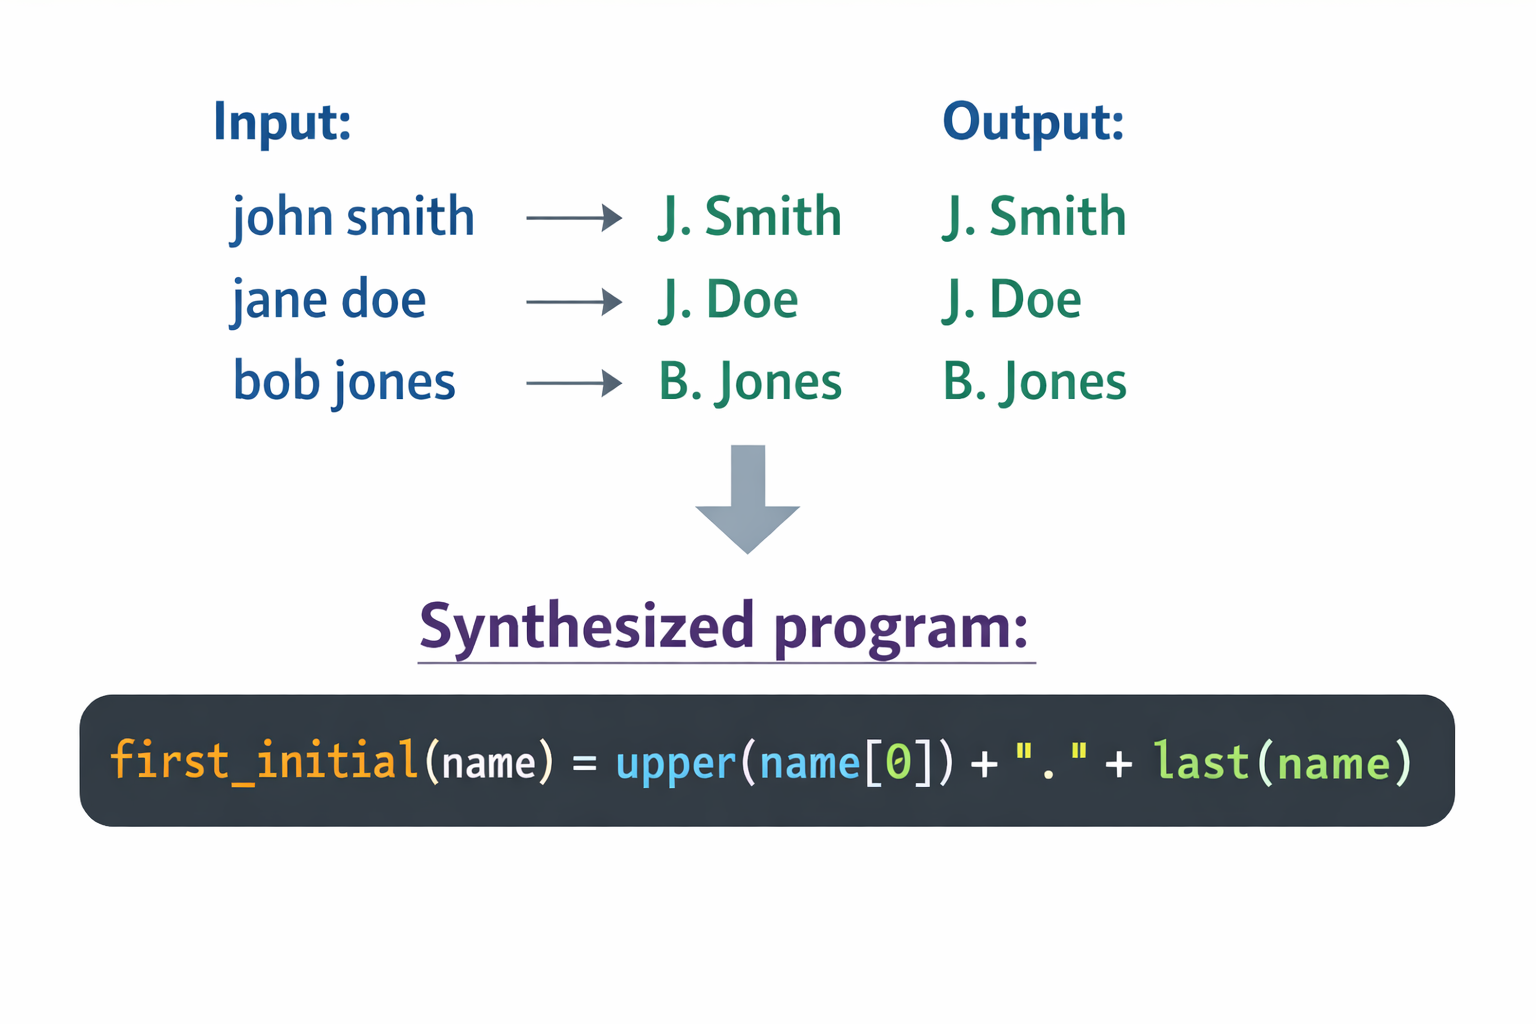 Input: Output:
john smith → J. Smith J. Smith
jane doe → J. Doe J. Doe
bob jones → B. Jones B. Jones
Synthesized program:
first_initial(name) = upper(name[0]) + "." + last(name)